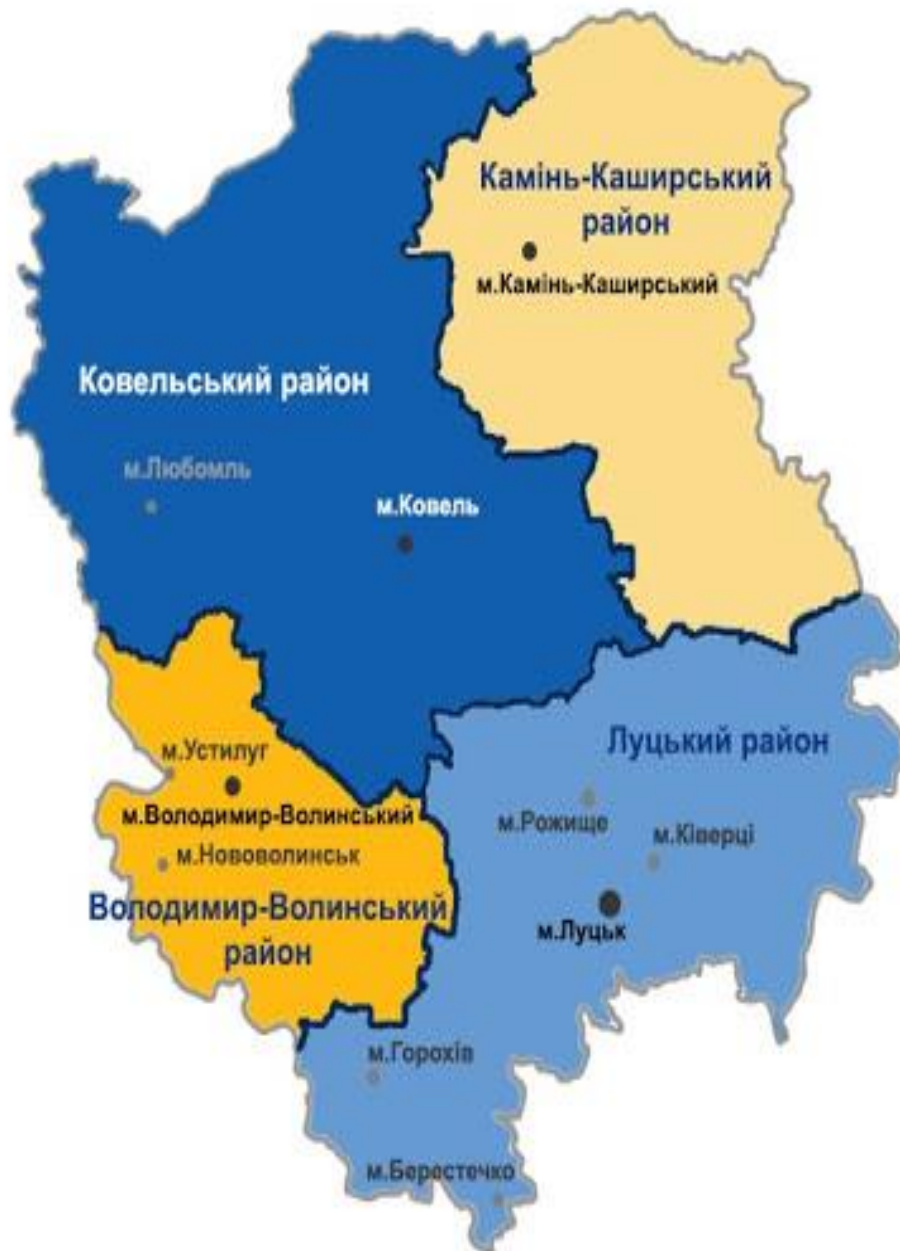 Камінь-Каширський
район
м.Камінь-Каширський
Ковельський район
м.Любомль
м.Ковель
м.Устилуг
м.Володимир-Волинський
м.Нововолинськ
Володимир-Волинський
район
Луцький район
м.Рожище
м.Ківерці
м.Луцьк
м.Горохів
м.Берестечко